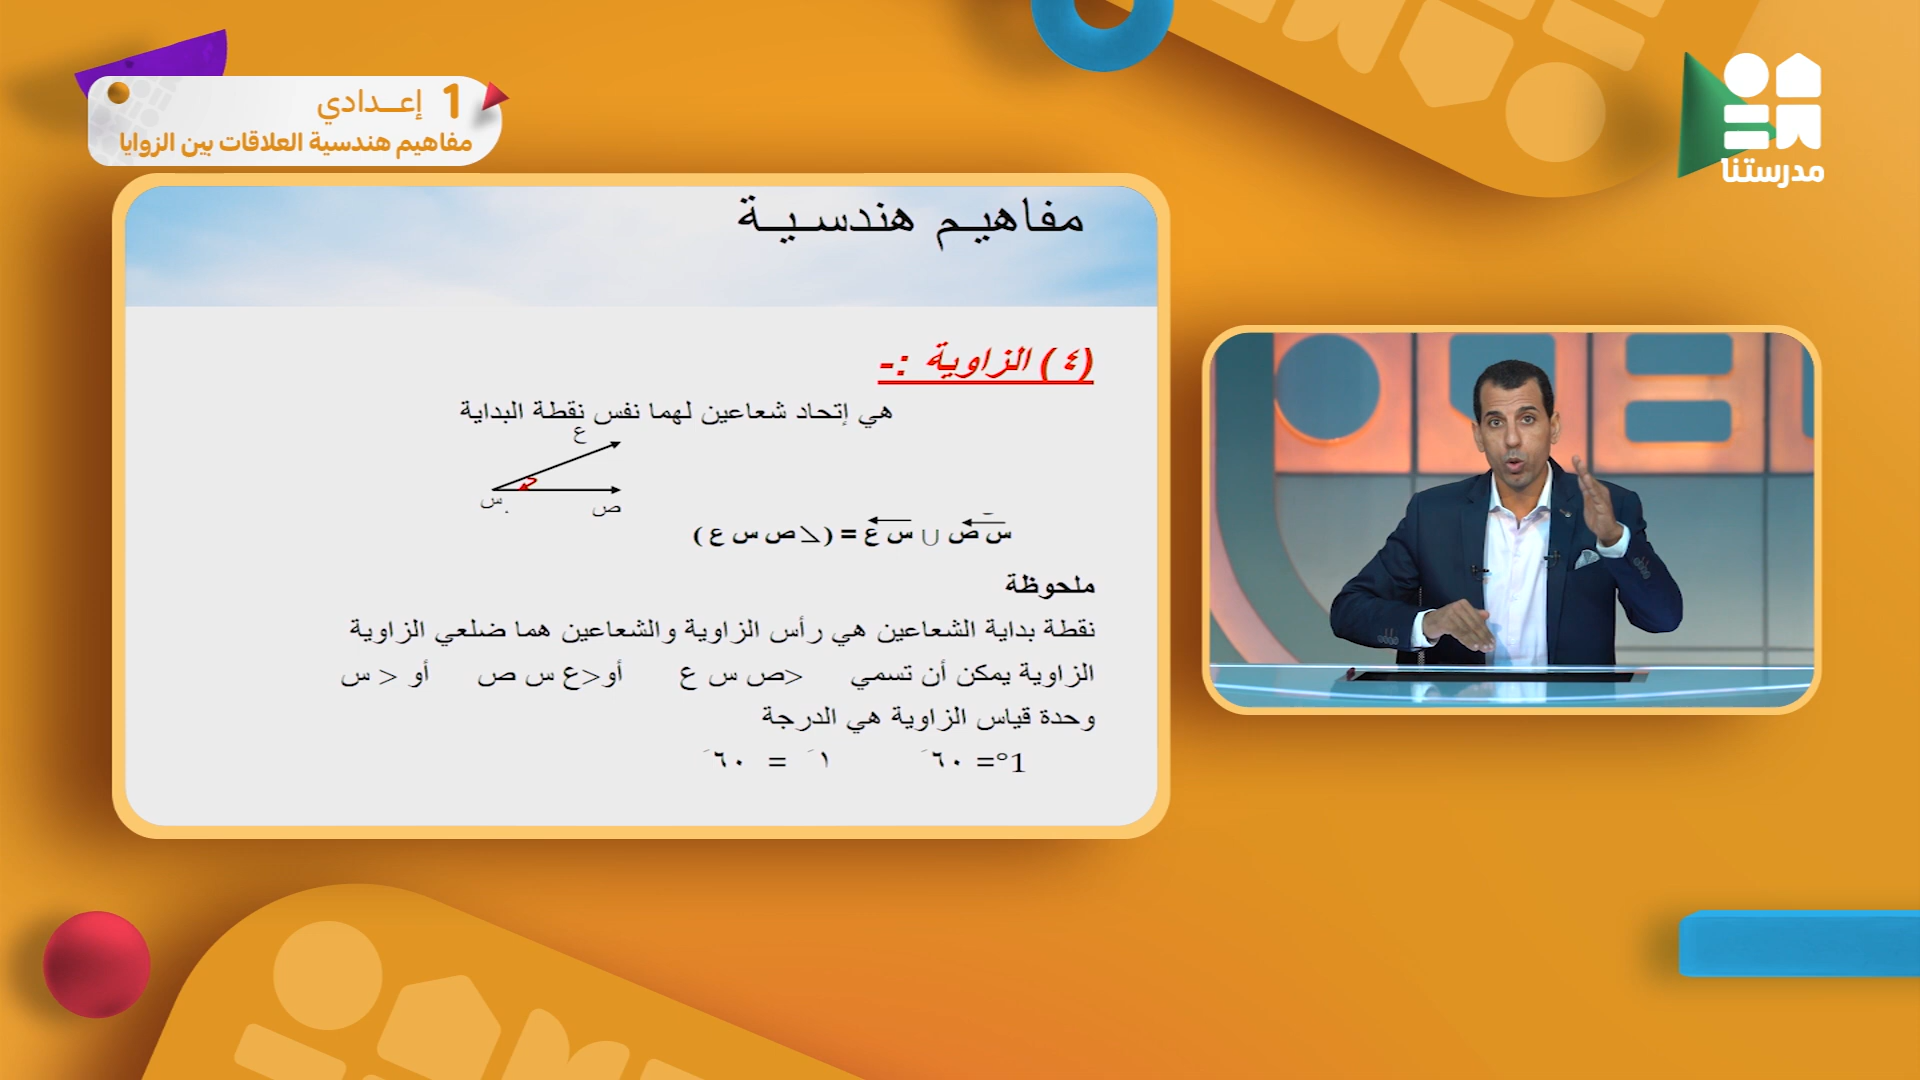 1 إعـدادي
مفاهيم هندسية العلاقات بين الزوايا
مدرستنا
مفاهيـم هندسـيـة
(٤) الزاوية :-
هي إتحاد شعاعين لهما نفس نقطة البداية
ع
س
ص
س ص ∪ س ع = (∠ ص س ع)
ملحوظة
نقطة بداية الشعاعين هي رأس الزاوية والشعاعين هما ضلعي الزاوية
الزاوية يمكن أن تسمي >ص س ع أو>ع س ص أو > س
وحدة قياس الزاوية هي الدرجة
1°= ٦٠َ ١َ = ٦٠َ